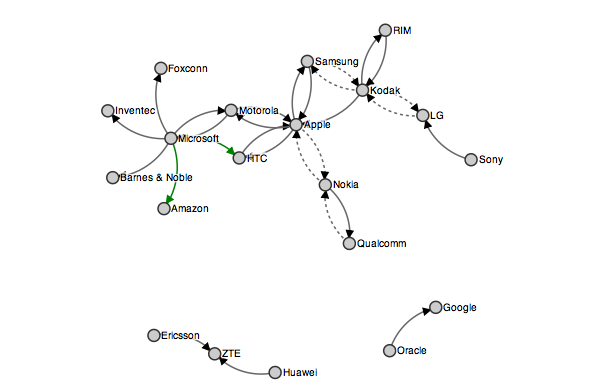 RIM
Samsung
Foxconn
Kodak
Inventec
Motorola
LG
Apple
Microsoft
HTC
Sony
Barnes & Noble
Nokia
Amazon
Qualcomm
Google
Ericsson
ZTE
Oracle
Huawei